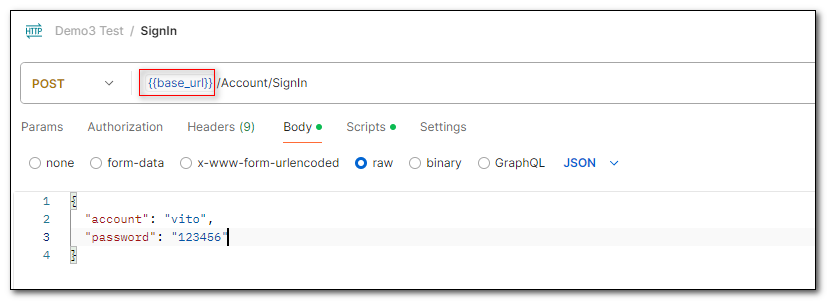 HTTP Demo3 Test / SignIn
POST {{base_url}}/Account/SignIn
Params Authorization Headers (9) Body Scripts Settings
none form-data x-www-form-urlencoded raw binary GraphQL JSON
1 {
2 "account": "vito",
3 "password": "123456"
4 }